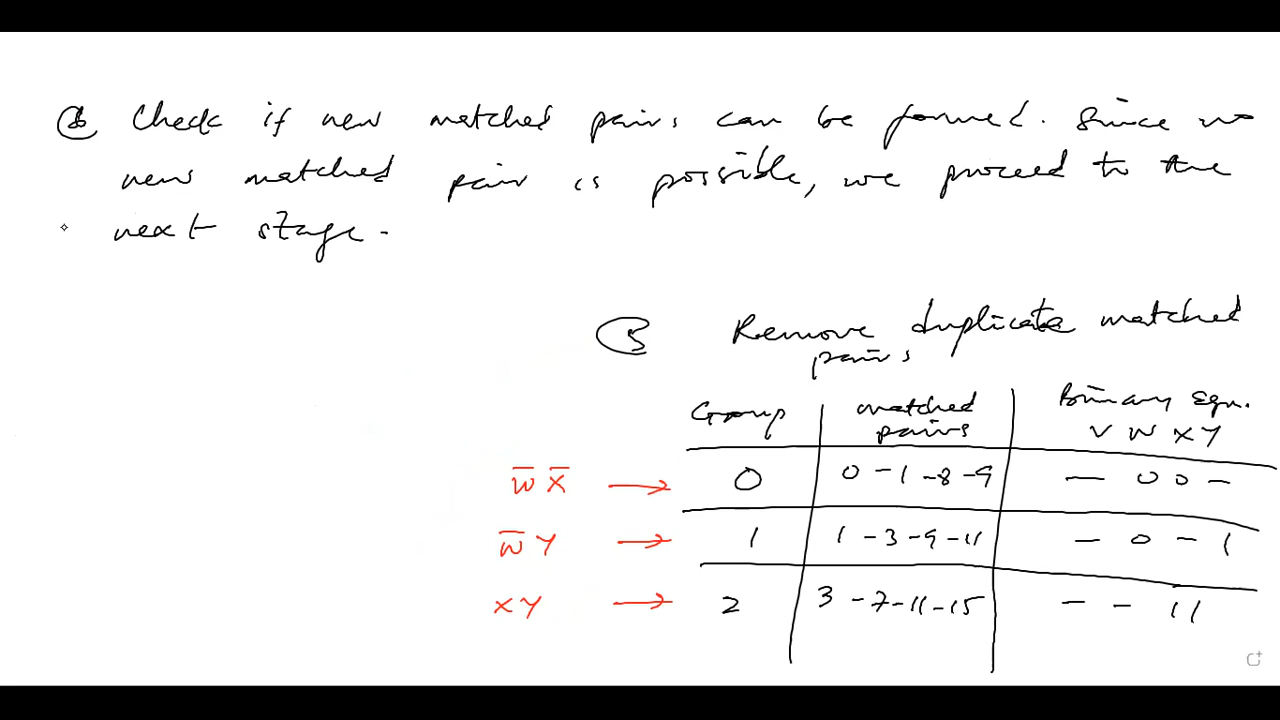 Check if new matched pairs can be formed. Since no
new matched pair is possible, we proceed to the
next stage.
⑤ Remove duplicate matched
pairs
Group | matched pairs | Binary Eqn. V W X Y
W̅ X̅ → 0 | 0-1-8-9 | — 0 0 —
W̅ Y → 1 | 1-3-9-11 | — 0 — 1
XY → 2 | 3-7-11-15 | — — 1 1